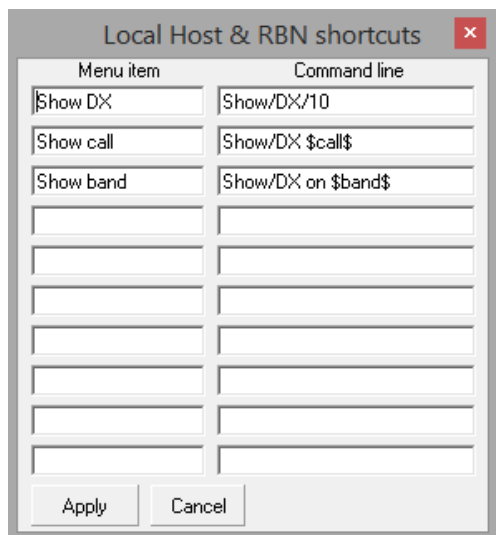 Local Host & RBN shortcuts
Menu item Command line
Show DX Show/DX/10
Show call Show/DX $call$
Show band Show/DX on $band$
Apply Cancel